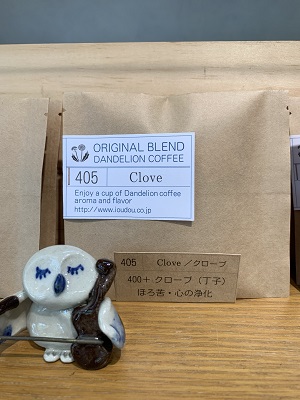 ORIGINAL BLEND
DANDELION COFFEE
405 Clove
Enjoy a cup of Dandelion coffee
aroma and flavor
http://www.ioudou.co.jp
405 Clove／クローブ
400＋クローブ（丁子）
ほろ苦・心の浄化